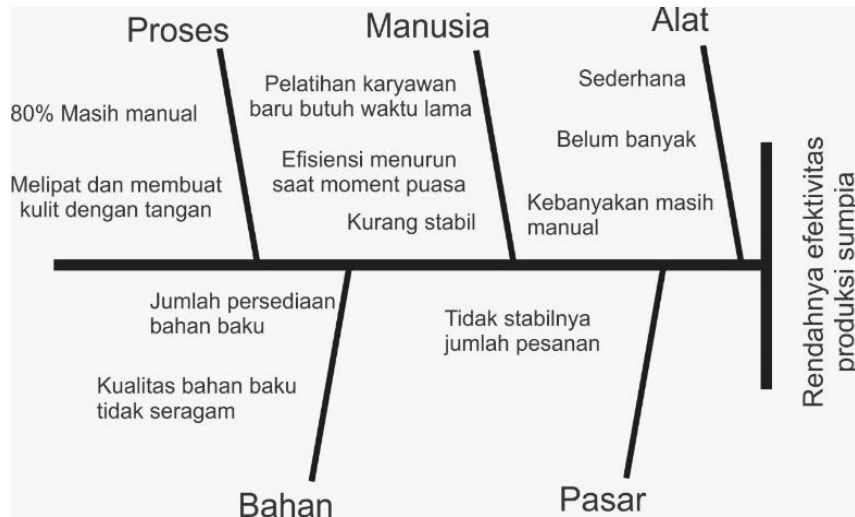 Proses
Manusia
Alat
80% Masih manual
Melipat dan membuat
kulit dengan tangan
Pelatihan karyawan
baru butuh waktu lama
Efisiensi menurun
saat moment puasa
Kurang stabil
Sederhana
Belum banyak
Kebanyakan masih
manual
Jumlah persediaan
bahan baku
Kualitas bahan baku
tidak seragam
Tidak stabilnya
jumlah pesanan
Bahan
Pasar
Rendahnya efektivitas
produksi sumpia